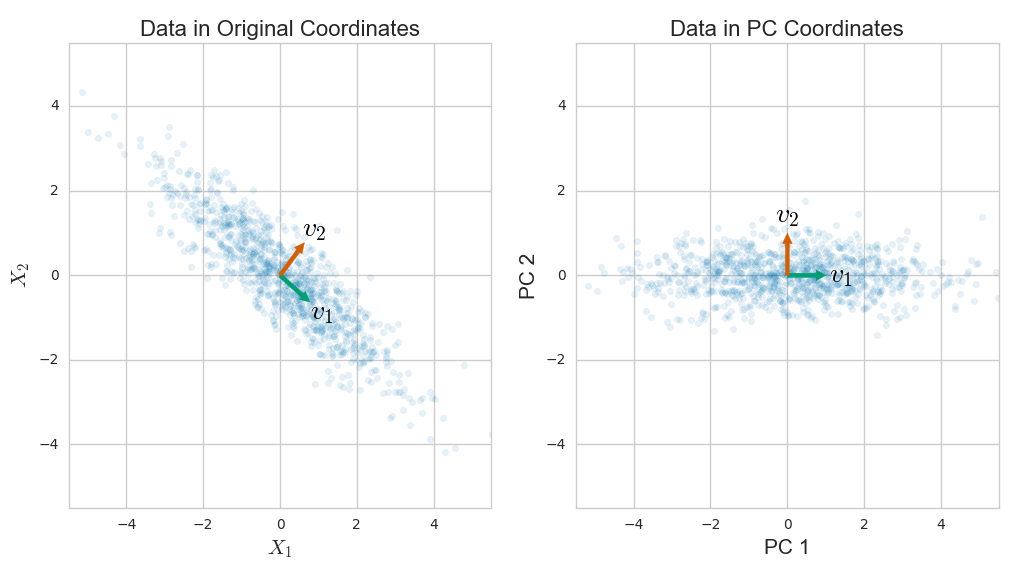 Data in Original Coordinates
4
2
0
−2
−4
X2
v2
v1
−4 −2 0 2 4
X1
Data in PC Coordinates
4
2
0
−2
−4
PC 2
v2
v1
−4 −2 0 2 4
PC 1